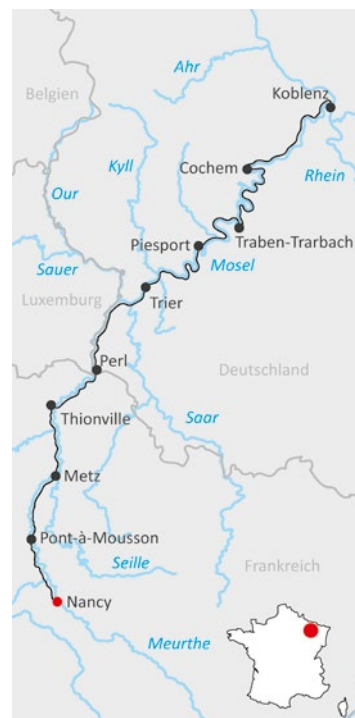 Ahr
Koblenz
Belgien
Kyll
Cochem
Rhein
Our
Traben-Trarbach
Piesport
Mosel
Sauer
Trier
Luxemburg
Perl
Deutschland
Thionville
Saar
Metz
Pont-à-Mousson
Seille
Frankreich
Nancy
Meurthe